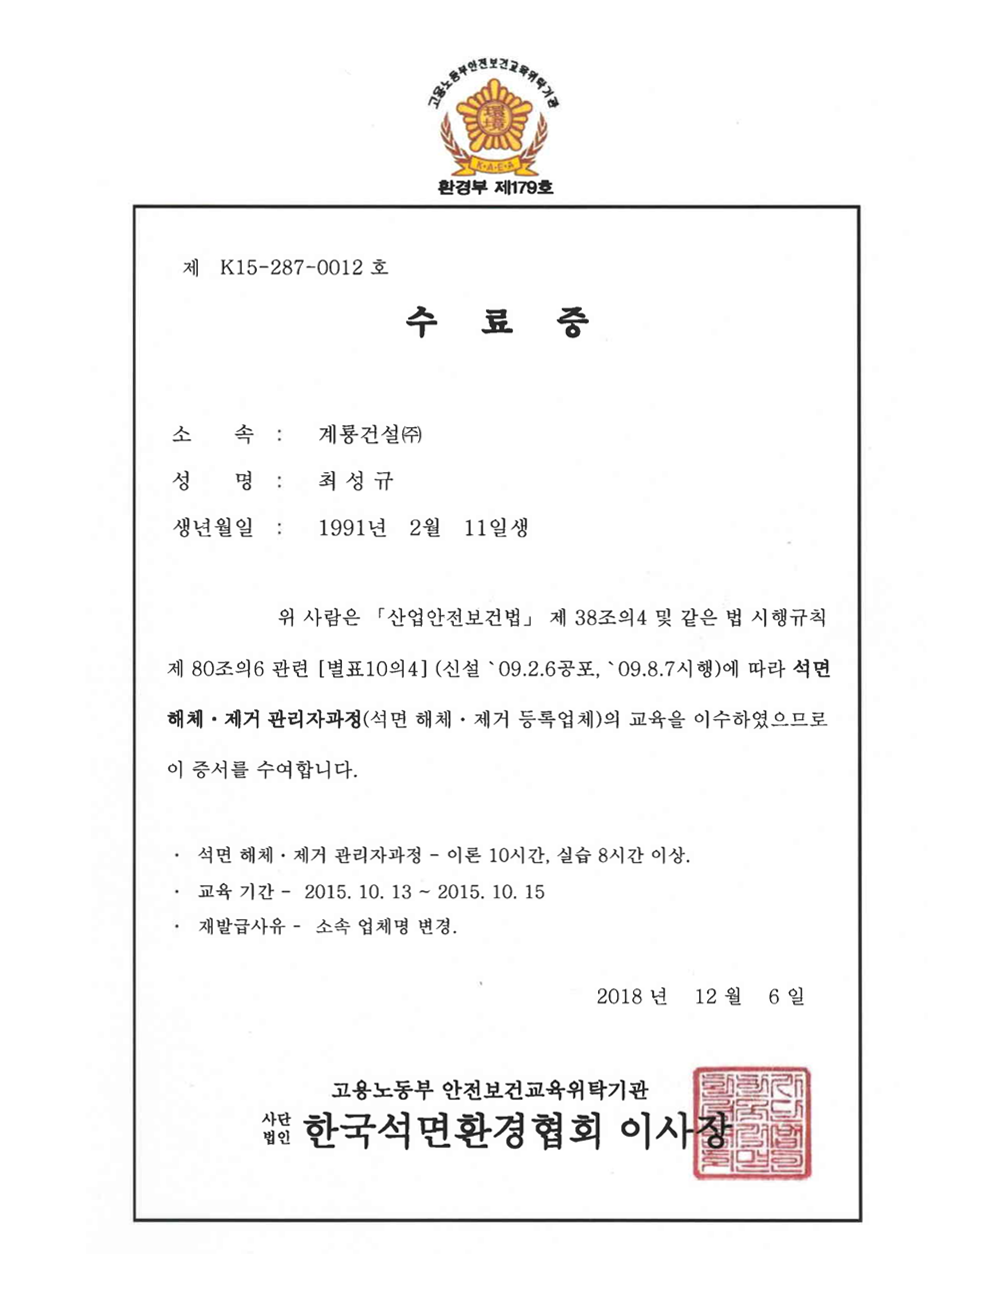 고용노동부안전보건교육위탁기관
環境
K·A·E·A
환경부 제179호
제 K15-287-0012 호
수 료 증
소 속 : 계룡건설㈜
성 명 : 최 성 규
생년월일 : 1991년 2월 11일생
위 사람은 「산업안전보건법」 제 38조의4 및 같은 법 시행규칙
제 80조의6 관련 [별표10의4] (신설 `09.2.6공포, `09.8.7시행)에 따라 석면
해체·제거 관리자과정(석면 해체·제거 등록업체)의 교육을 이수하였으므로
이 증서를 수여합니다.
· 석면 해체·제거 관리자과정 - 이론 10시간, 실습 8시간 이상.
· 교육 기간 - 2015. 10. 13 ~ 2015. 10. 15
· 재발급사유 - 소속 업체명 변경.
2018 년 12 월 6 일
고용노동부 안전보건교육위탁기관
사단법인 한국석면환경협회 이사장